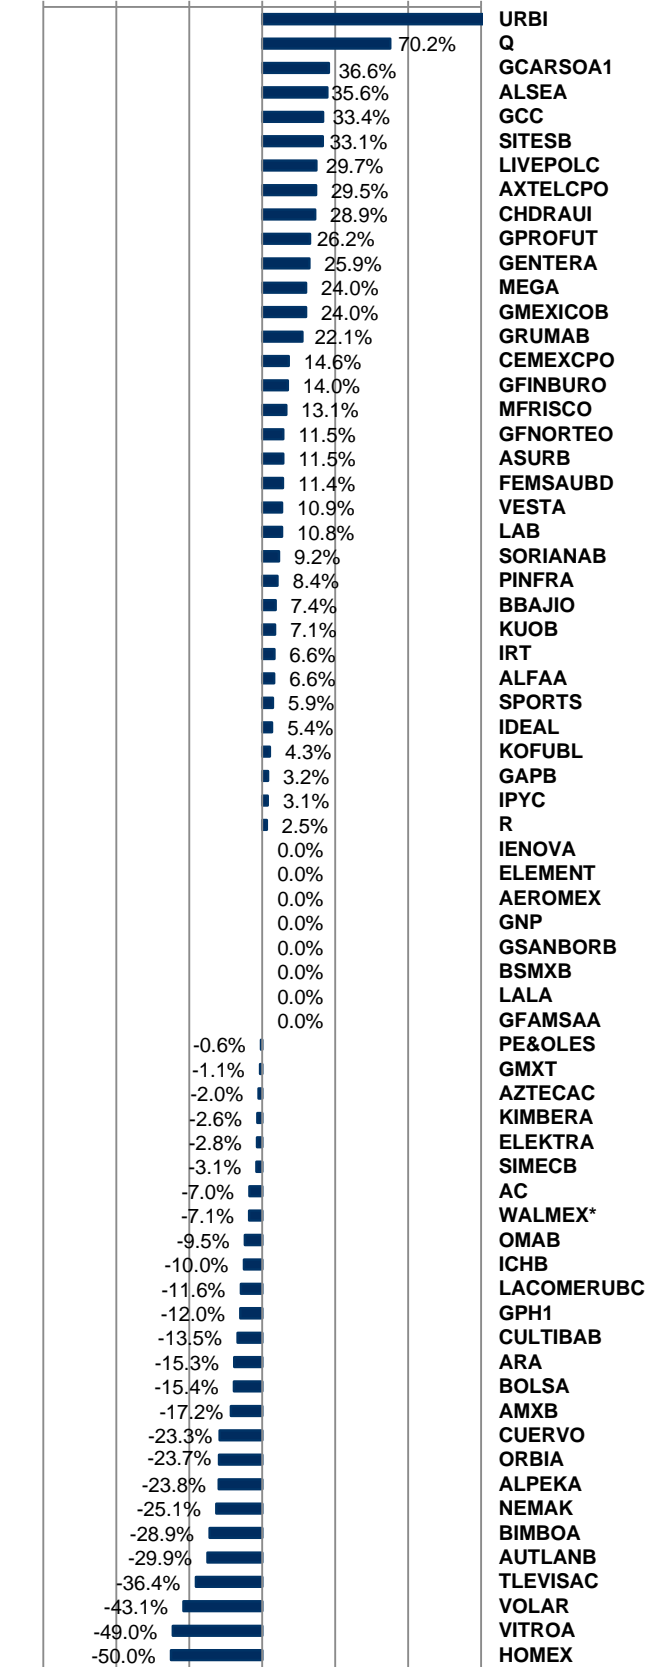 URBI
70.2% Q
36.6% GCARSOA1
35.6% ALSEA
33.4% GCC
33.1% SITESB
29.7% LIVEPOLC
29.5% AXTELCPO
28.9% CHDRAUI
26.2% GPROFUT
25.9% GENTERA
24.0% MEGA
24.0% GMEXICOB
22.1% GRUMAB
14.6% CEMEXCPO
14.0% GFINBURO
13.1% MFRISCO
11.5% GFNORTEO
11.5% ASURB
11.4% FEMSAUBD
10.9% VESTA
10.8% LAB
9.2% SORIANAB
8.4% PINFRA
7.4% BBAJIO
7.1% KUOB
6.6% IRT
6.6% ALFAA
5.9% SPORTS
5.4% IDEAL
4.3% KOFUBL
3.2% GAPB
3.1% IPYC
2.5% R
0.0% IENOVA
0.0% ELEMENT
0.0% AEROMEX
0.0% GNP
0.0% GSANBORB
0.0% BSMXB
0.0% LALA
0.0% GFAMSAA
-0.6% PE&OLES
-1.1% GMXT
-2.0% AZTECAC
-2.6% KIMBERA
-2.8% ELEKTRA
-3.1% SIMECB
-7.0% AC
-7.1% WALMEX*
-9.5% OMAB
-10.0% ICHB
-11.6% LACOMERUBC
-12.0% GPH1
-13.5% CULTIBAB
-15.3% ARA
-15.4% BOLSA
-17.2% AMXB
-23.3% CUERVO
-23.7% ORBIA
-23.8% ALPEKA
-25.1% NEMAK
-28.9% BIMBOA
-29.9% AUTLANB
-36.4% TLEVISAC
-43.1% VOLAR
-49.0% VITROA
-50.0% HOMEX